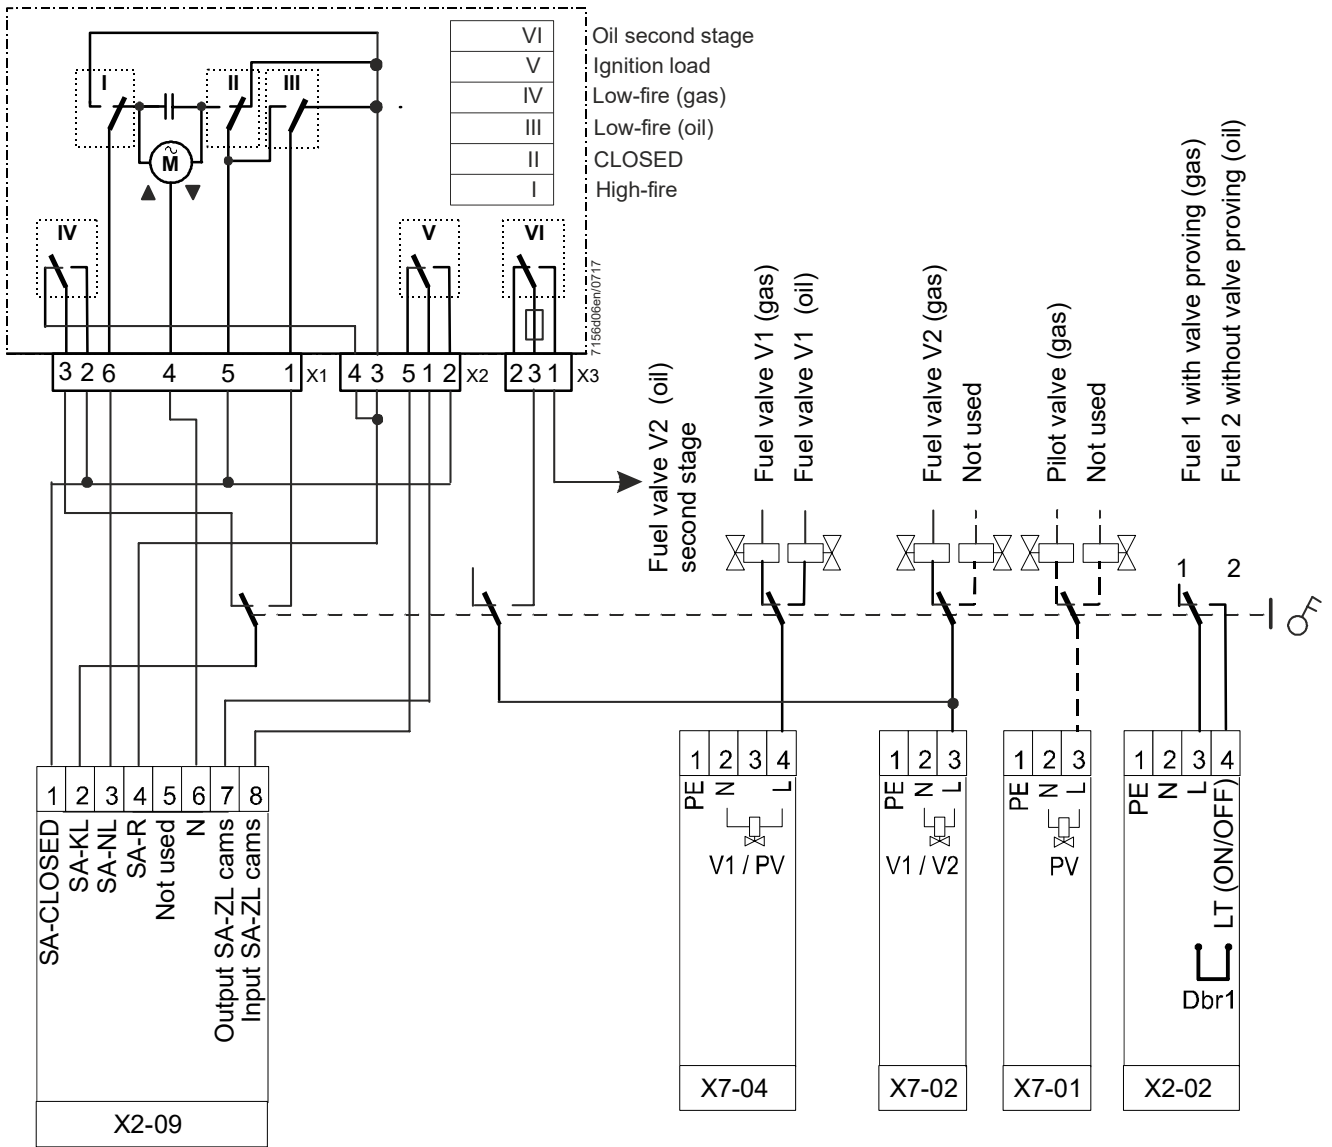 VI Oil second stage
V Ignition load
IV Low-fire (gas)
III Low-fire (oil)
II CLOSED
I High-fire
I
II
III
M
IV
V
VI
7156d06en/0717
3 2 6 4 5 1 X1
4 3 5 1 2 X2
2 3 1 X3
Fuel valve V2 (oil)
second stage
Fuel valve V1 (gas)
Fuel valve V1 (oil)
Fuel valve V2 (gas)
Not used
Pilot valve (gas)
Not used
Fuel 1 with valve proving (gas)
Fuel 2 without valve proving (oil)
1 2
1 2 3 4 5 6 7 8
SA-CLOSED
SA-KL
SA-NL
SA-R
Not used
N
Output SA-ZL cams
Input SA-ZL cams
X2-09
1 2 3 4
PE
N
L
V1 / PV
X7-04
1 2 3
PE
N
L
V1 / V2
X7-02
1 2 3
PE
N
L
PV
X7-01
1 2 3 4
PE
N
L
LT (ON/OFF)
Dbr1
X2-02